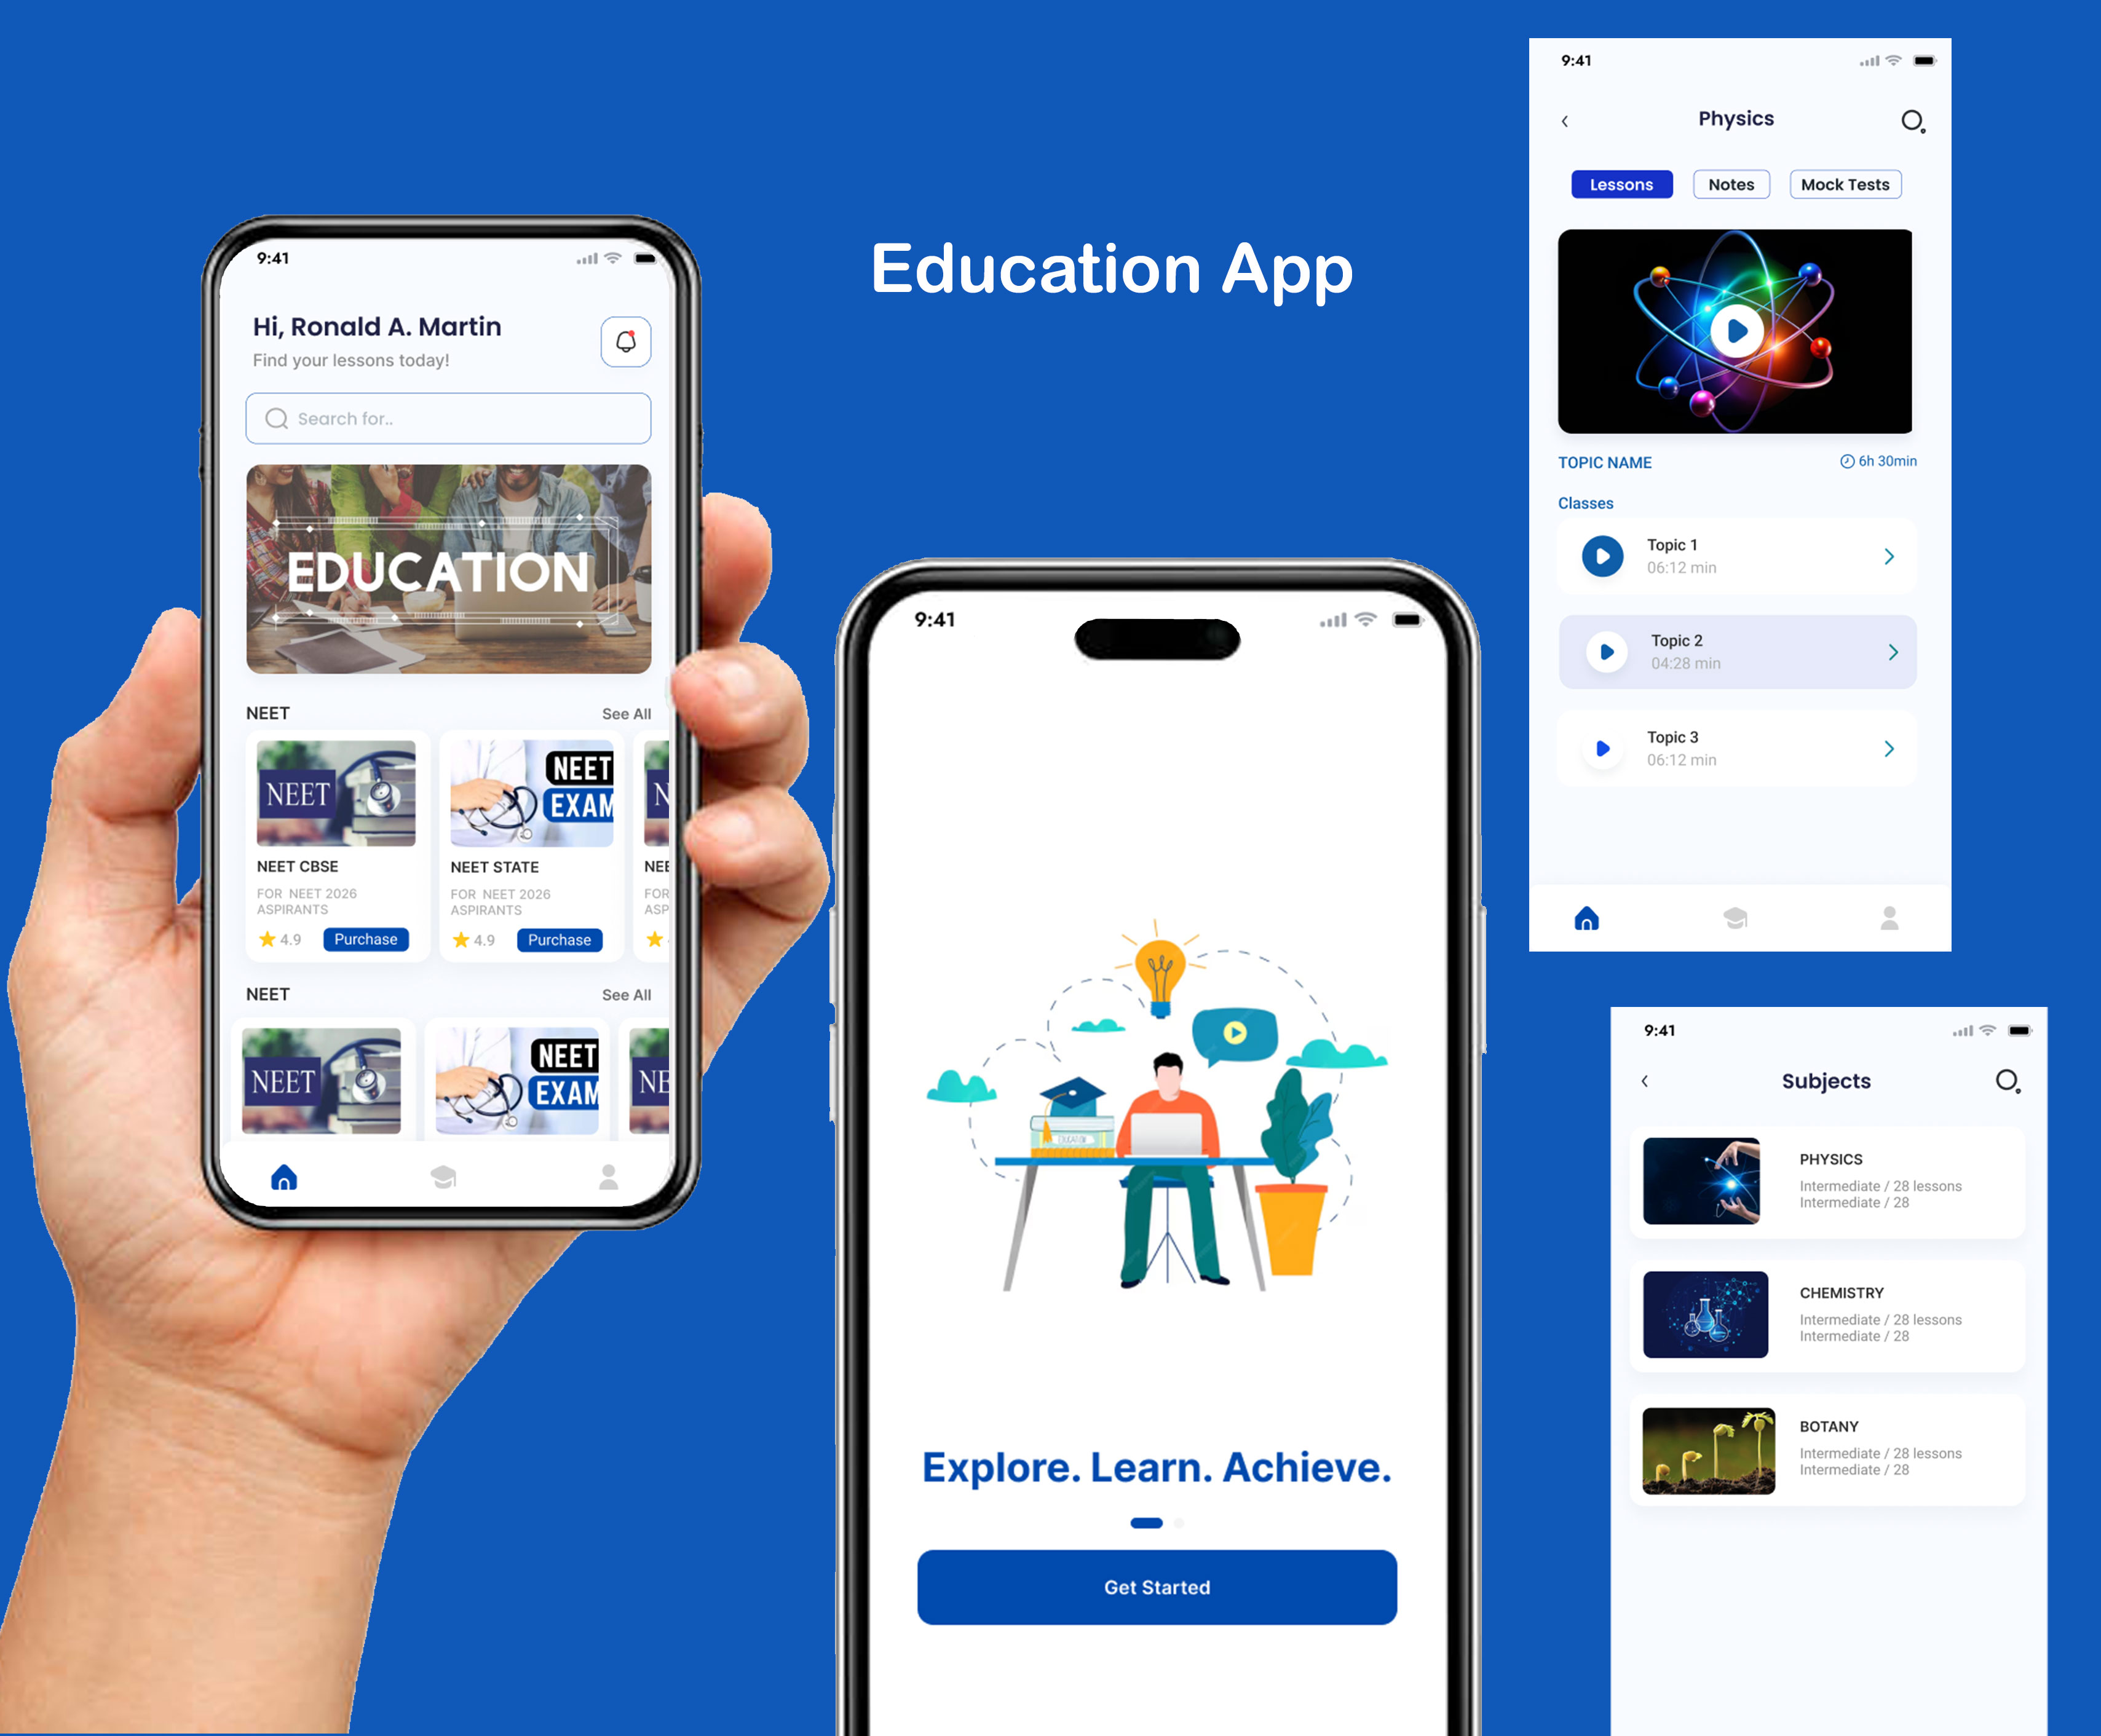 Education App
9:41
Hi, Ronald A. Martin
Find your lessons today!
Search for..
EDUCATION
NEET
See All
NEET
NEET
EXAM
N
NEET CBSE
NEET STATE
NEE
FOR NEET 2026
ASPIRANTS
FOR NEET 2026
ASPIRANTS
FOR
ASP
4.9
Purchase
4.9
Purchase
NEET
See All
NEET
NEET
EXAM
NE
9:41
EDUCATION
Explore. Learn. Achieve.
Get Started
9:41
Physics
Lessons
Notes
Mock Tests
TOPIC NAME
6h 30min
Classes
Topic 1
06:12 min
Topic 2
04:28 min
Topic 3
06:12 min
9:41
Subjects
PHYSICS
Intermediate / 28 lessons
Intermediate / 28
CHEMISTRY
Intermediate / 28 lessons
Intermediate / 28
BOTANY
Intermediate / 28 lessons
Intermediate / 28